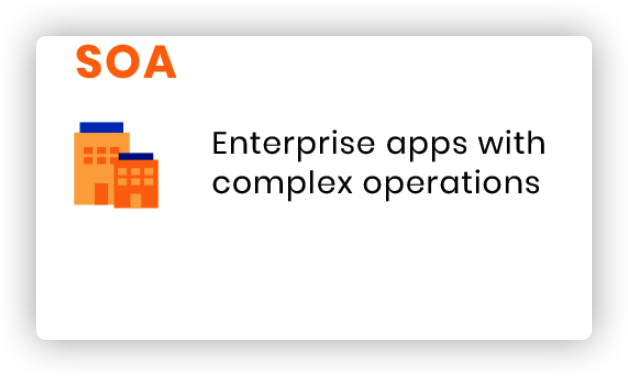 SOA
Enterprise apps with
complex operations